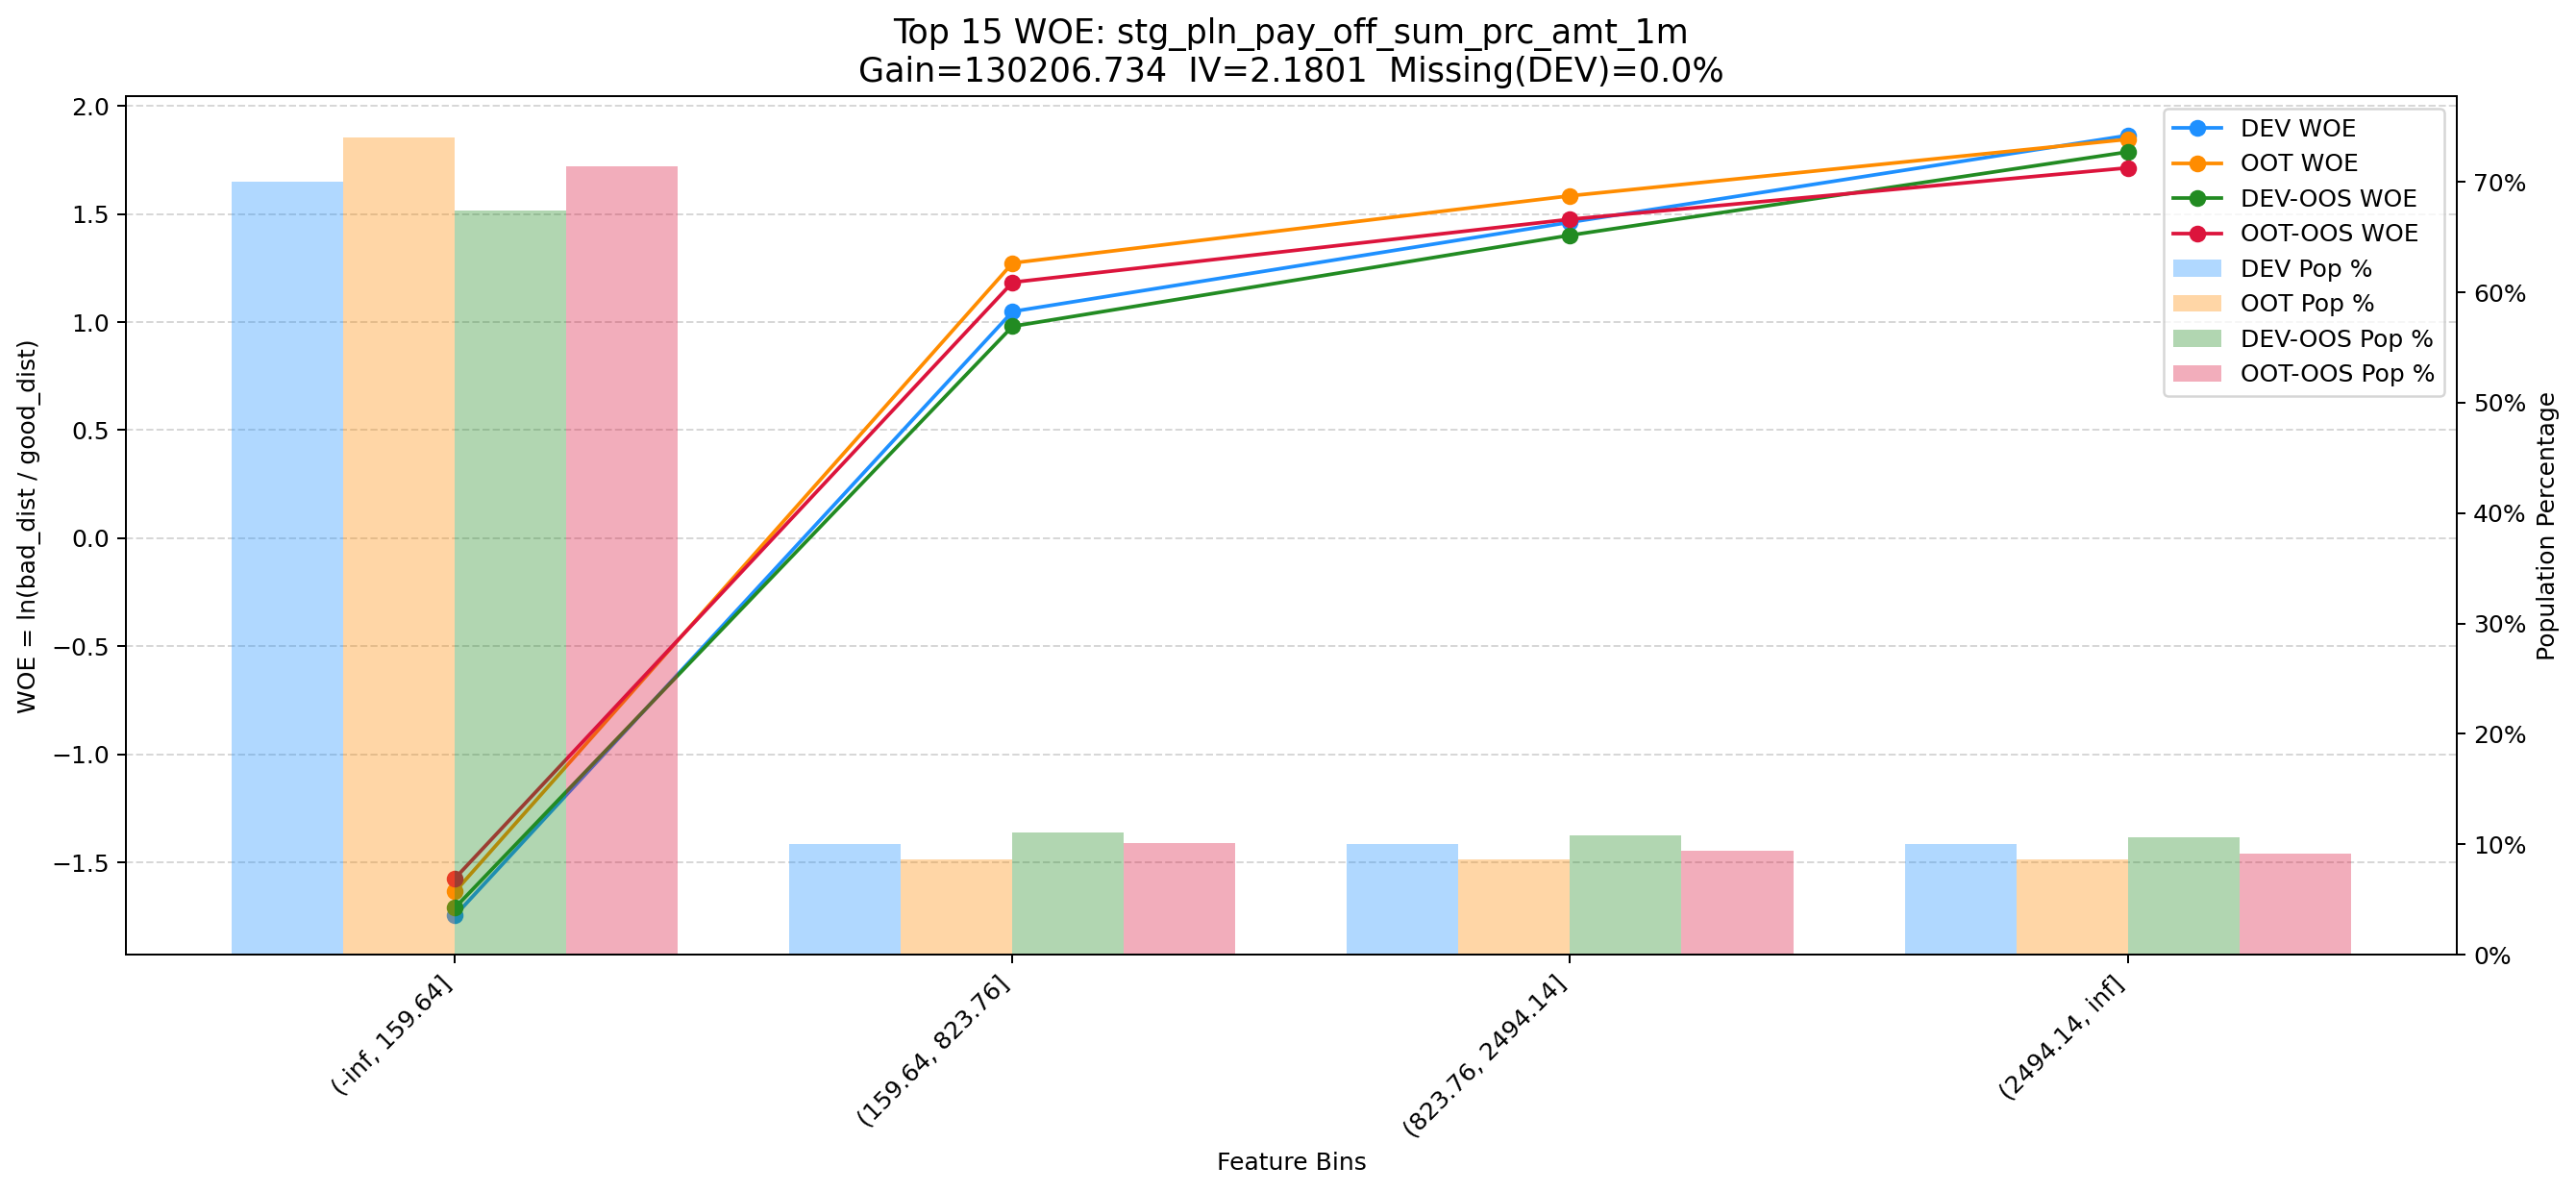 Top 15 WOE: stg_pln_pay_off_sum_prc_amt_1m
Gain=130206.734  IV=2.1801  Missing(DEV)=0.0%
WOE = ln(bad_dist / good_dist)
2.0
1.5
1.0
0.5
0.0
−0.5
−1.0
−1.5
DEV WOE
OOT WOE
DEV-OOS WOE
OOT-OOS WOE
DEV Pop %
OOT Pop %
DEV-OOS Pop %
OOT-OOS Pop %
70%
60%
50%
40%
30%
20%
10%
0%
Population Percentage
(-inf, 159.64]
(159.64, 823.76]
(823.76, 2494.14]
(2494.14, inf]
Feature Bins